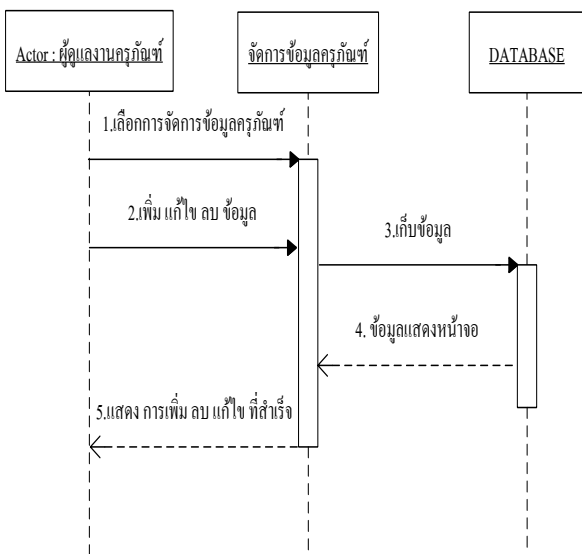 Actor : ผู้ดูแลงานครุภัณฑ์
จัดการข้อมูลครุภัณฑ์
DATABASE
1.เลือกการจัดการข้อมูลครุภัณฑ์
2.เพิ่ม แก้ไข ลบ ข้อมูล
3.เก็บข้อมูล
4. ข้อมูลแสดงหน้าจอ
5.แสดง การเพิ่ม ลบ แก้ไข ที่สำเร็จ